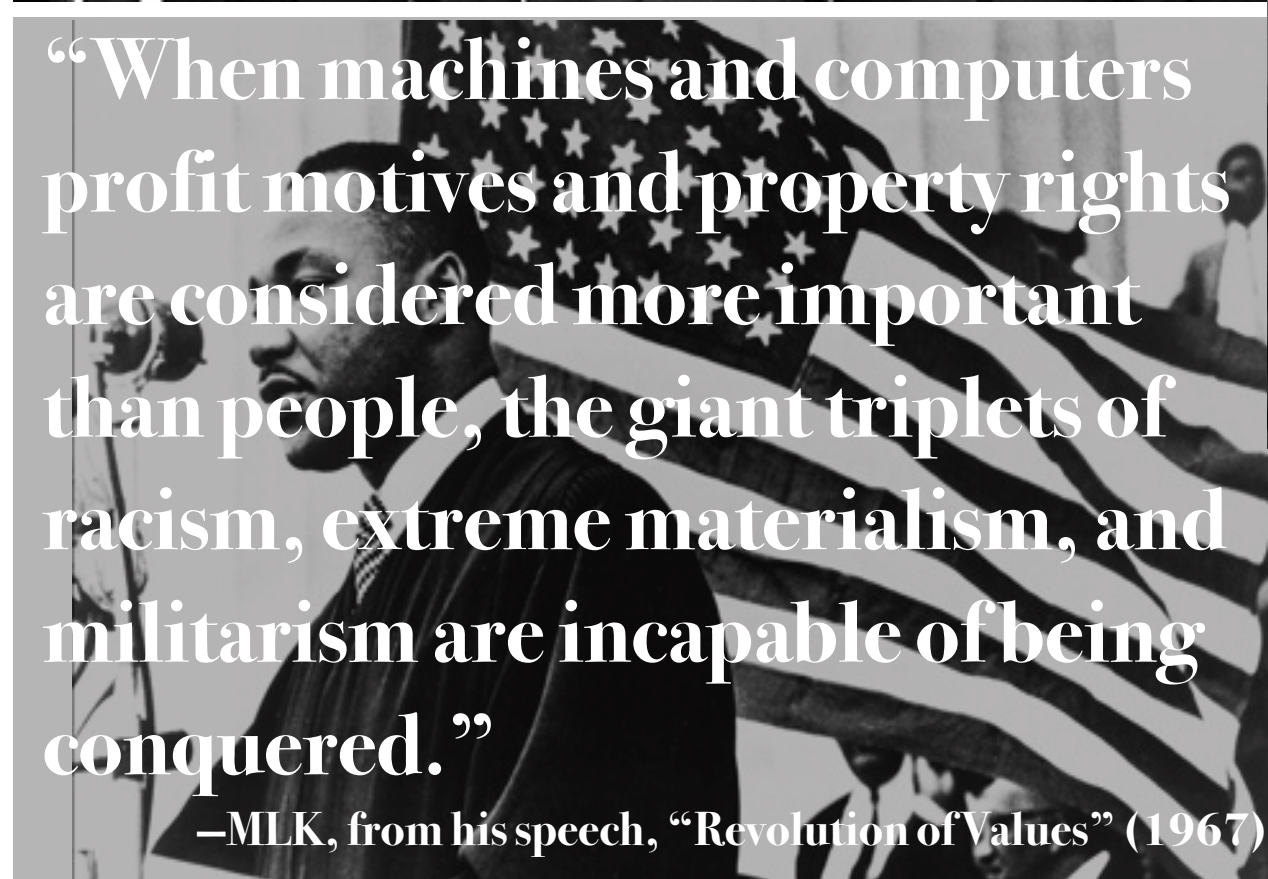 “When machines and computers
profit motives and property rights
are considered more important
than people, the giant triplets of
racism, extreme materialism, and
militarism are incapable of being
conquered.”
—MLK, from his speech, “Revolution of Values” (1967)